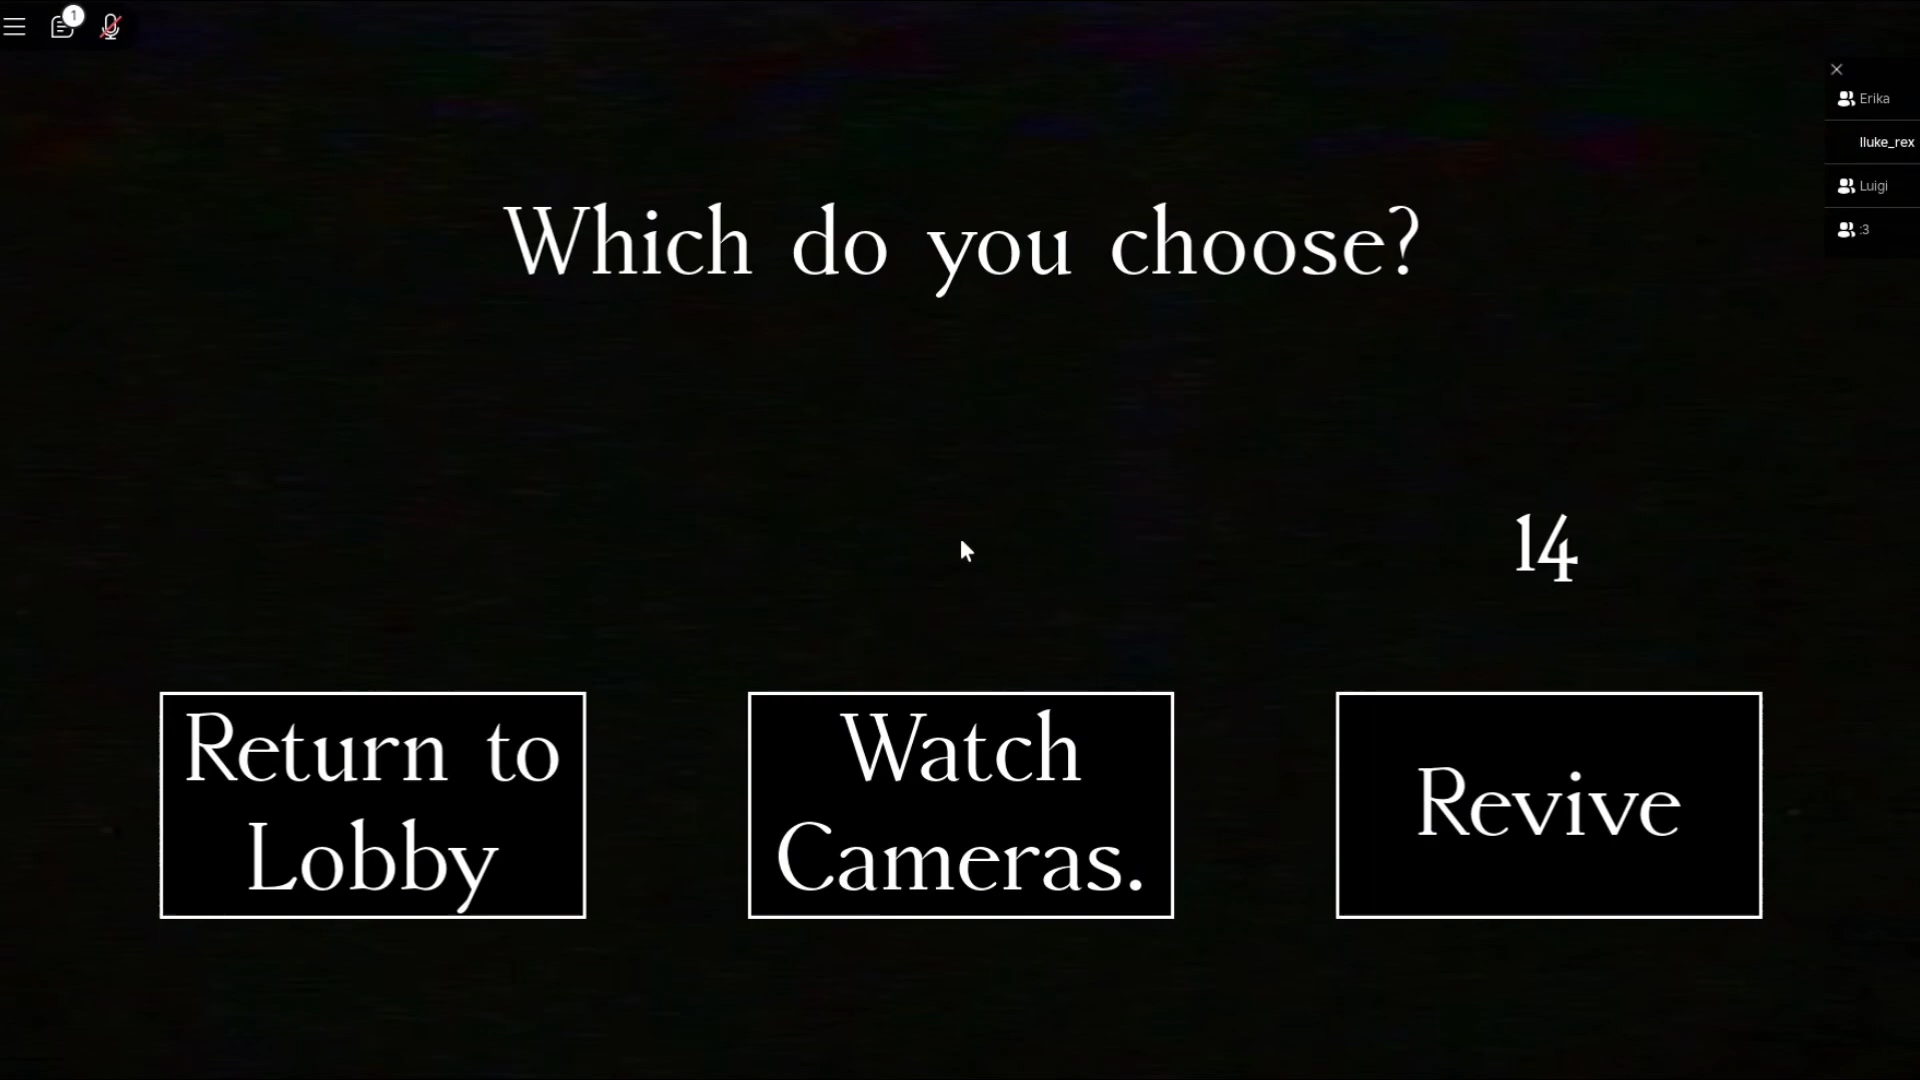 1
Erika
lluke_rex
Luigi
:3
Which do you choose?
14
Return to
Lobby
Watch
Cameras.
Revive